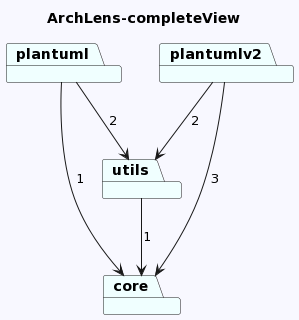 ArchLens-completeView
plantuml
plantumlv2
2
2
utils
1
3
1
core